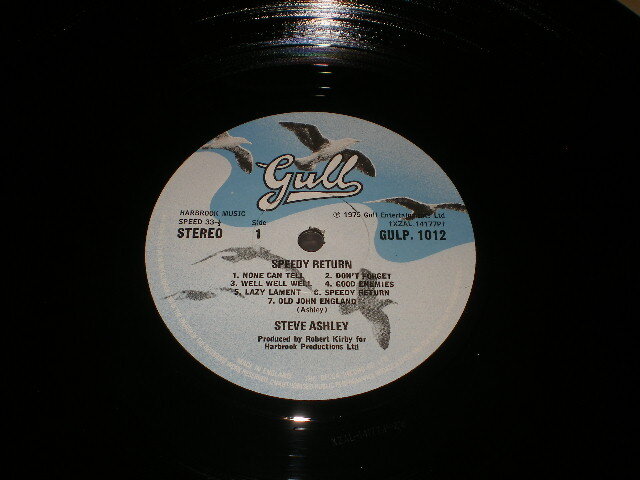 Gull
HARBROOK MUSIC
SPEED 33⅓
STEREO
Side
1
℗ 1975 Gull Entertainments Ltd
GULP. 1012
SPEEDY RETURN
1. NONE CAN TELL 2. DON'T FORGET
3. WELL WELL WELL 4. GOOD ENEMIES
5. LAZY LAMENT 6. SPEEDY RETURN
7. OLD JOHN ENGLAND
(Ashley)
STEVE ASHLEY
Produced by Robert Kirby for
Harbrook Productions Ltd